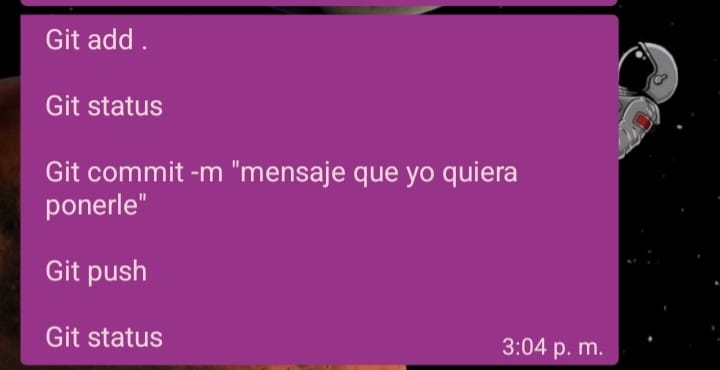 Git add .
Git status
Git commit -m "mensaje que yo quiera
ponerle"
Git push
Git status
3:04 p. m.